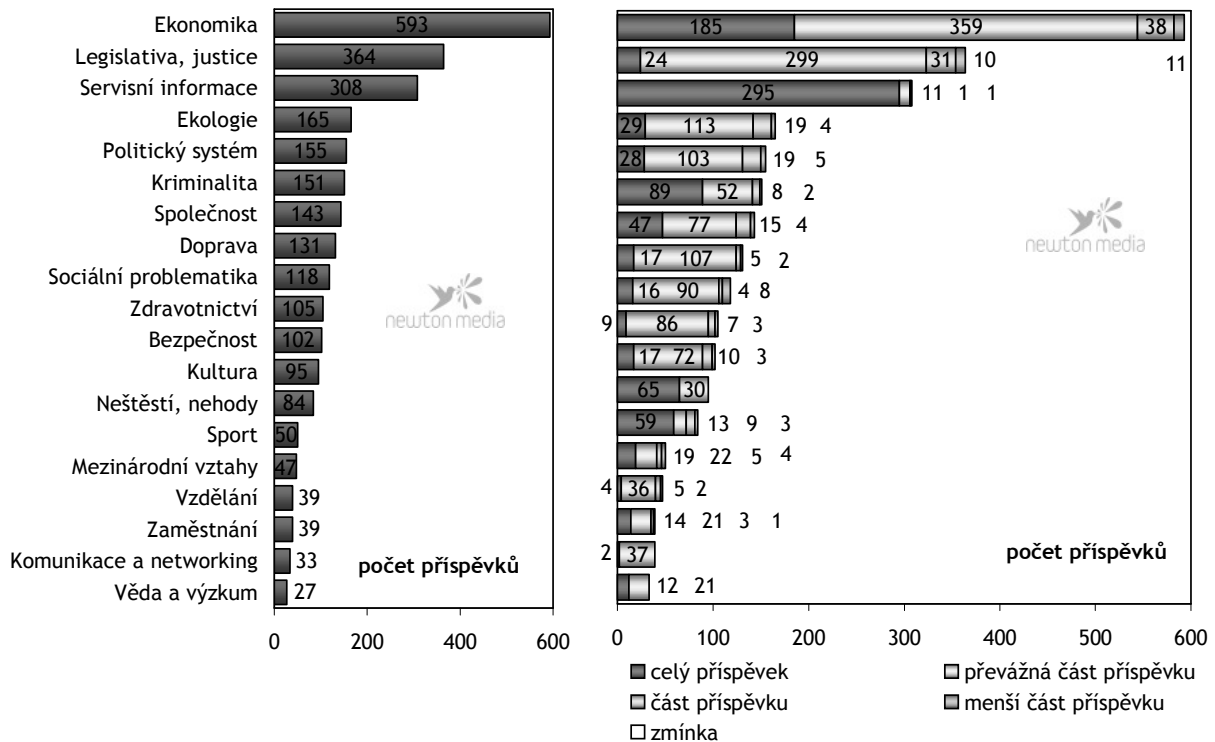 Ekonomika 593 185 359 38
Legislativa, justice 364 24 299 31 10 11
Servisní informace 308 295 11 1 1
Ekologie 165 29 113 19 4
Politický systém 155 28 103 19 5
Kriminalita 151 89 52 8 2
Společnost 143 47 77 15 4
Doprava 131 17 107 5 2
Sociální problematika 118 16 90 4 8
Zdravotnictví 105 9 86 7 3
Bezpečnost 102 17 72 10 3
Kultura 95 65 30
Neštěstí, nehody 84 59 13 9 3
Sport 50 19 22 5 4
Mezinárodní vztahy 47 4 36 5 2
Vzdělání 39 14 21 3 1
Zaměstnání 39 2 37
Komunikace a networking 33 12 21
Věda a výzkum 27
newton media
newton media
počet příspěvků
počet příspěvků
0 200 400 600
0 100 200 300 400 500 600
celý příspěvek
převážná část příspěvku
část příspěvku
menší část příspěvku
zmínka